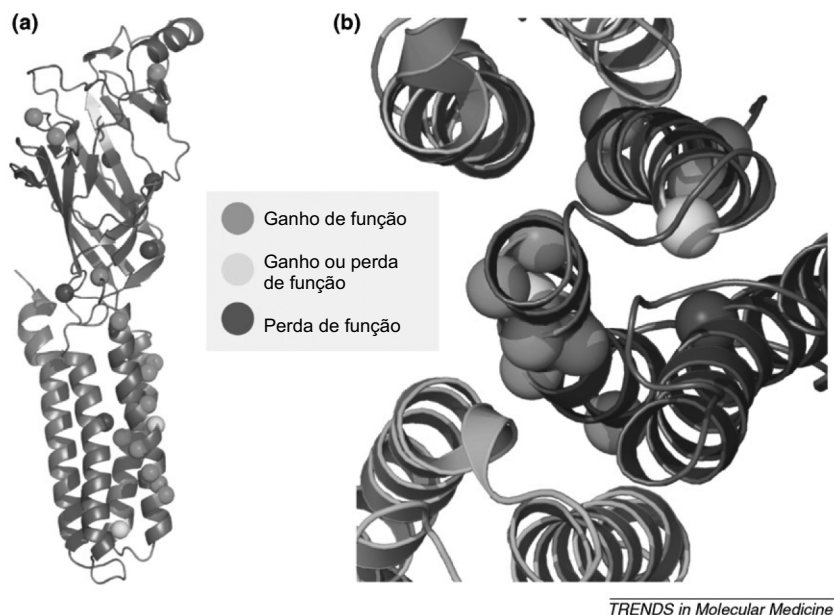 (a)
(b)
Ganho de função
Ganho ou perda
de função
Perda de função
TRENDS in Molecular Medicine